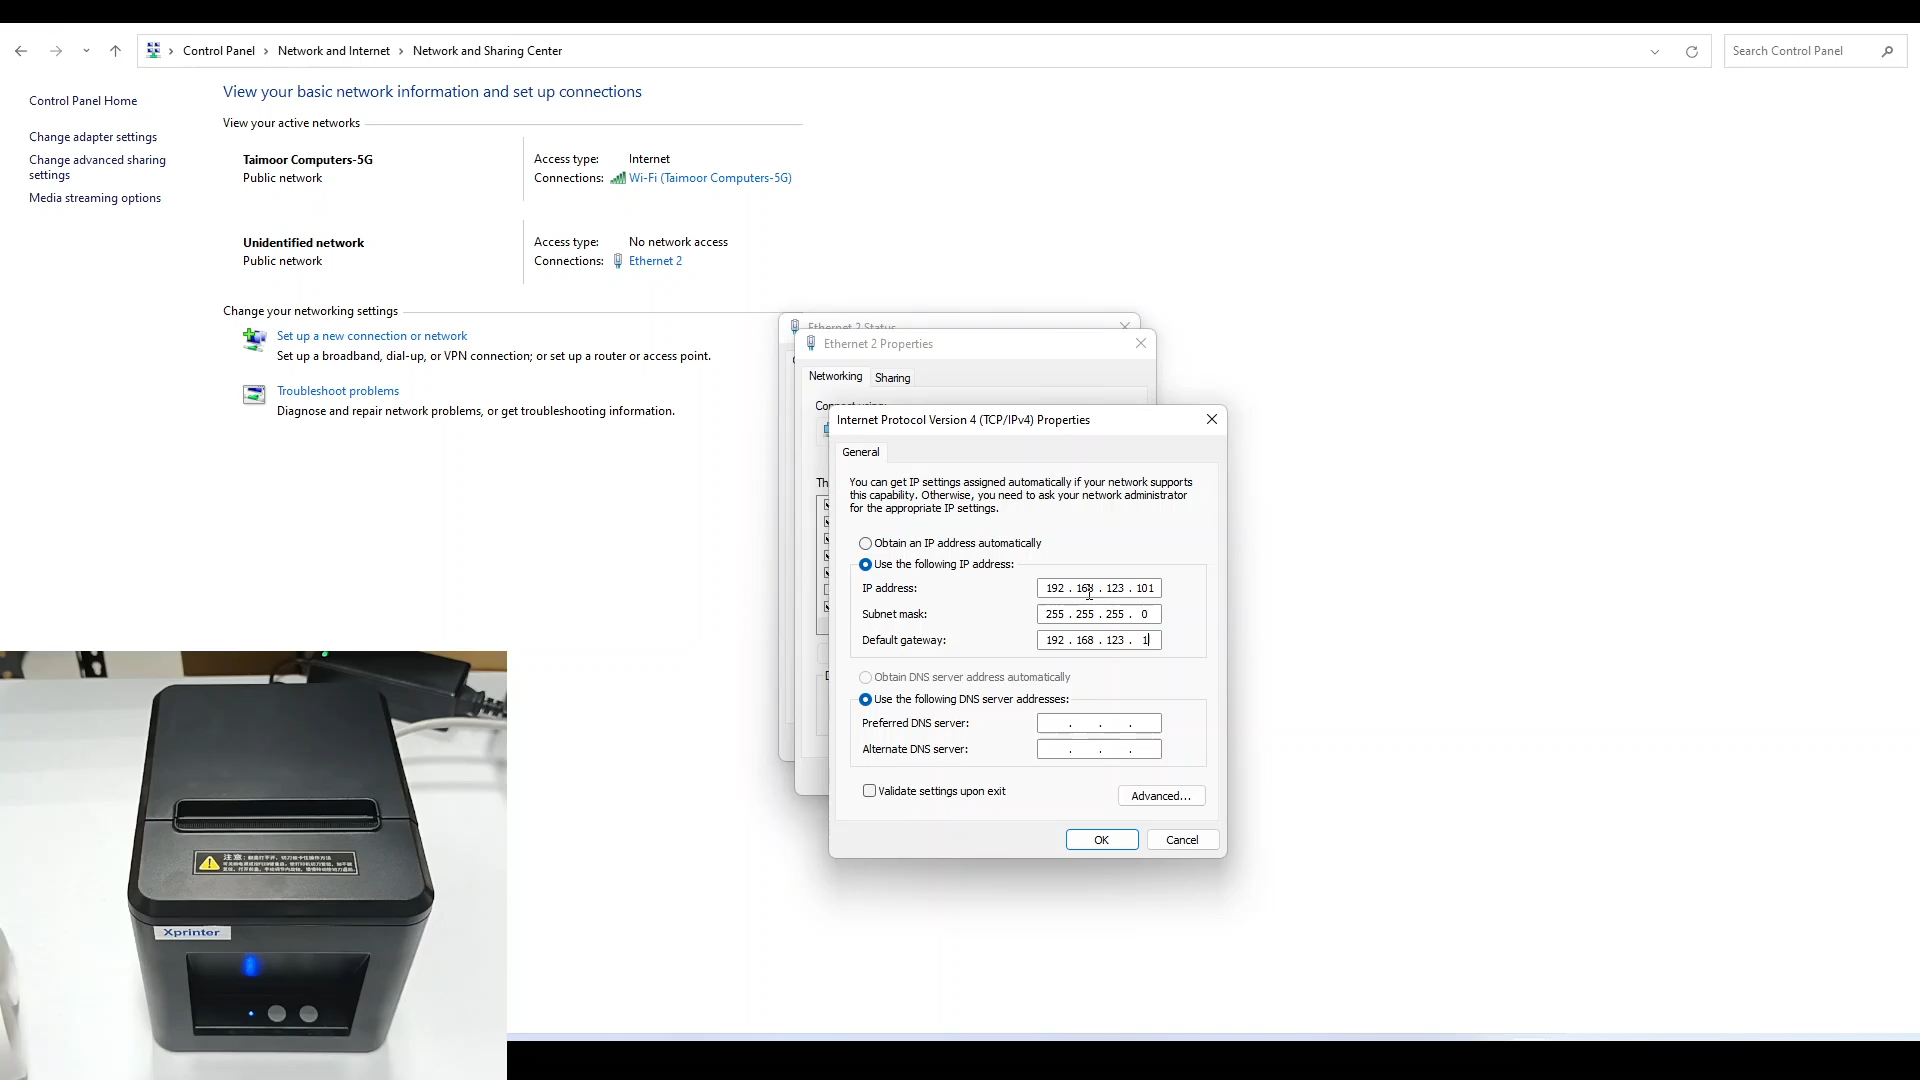 Control Panel > Network and Internet > Network and Sharing Center
Search Control Panel
Control Panel Home
Change adapter settings
Change advanced sharing
settings
Media streaming options
View your basic network information and set up connections
View your active networks
Taimoor Computers-5G
Public network
Access type: Internet
Connections: Wi-Fi (Taimoor Computers-5G)
Unidentified network
Public network
Access type: No network access
Connections: Ethernet 2
Change your networking settings
Set up a new connection or network
Set up a broadband, dial-up, or VPN connection; or set up a router or access point.
Troubleshoot problems
Diagnose and repair network problems, or get troubleshooting information.
Ethernet 2 Status
Ethernet 2 Properties
Networking
Sharing
Connect using:
Internet Protocol Version 4 (TCP/IPv4) Properties
General
You can get IP settings assigned automatically if your network supports
this capability. Otherwise, you need to ask your network administrator
for the appropriate IP settings.
Obtain an IP address automatically
Use the following IP address:
IP address: 192 . 168 . 123 . 101
Subnet mask: 255 . 255 . 255 . 0
Default gateway: 192 . 168 . 123 . 1
Obtain DNS server address automatically
Use the following DNS server addresses:
Preferred DNS server: . . .
Alternate DNS server: . . .
Validate settings upon exit
Advanced...
OK
Cancel
注意:
Xprinter